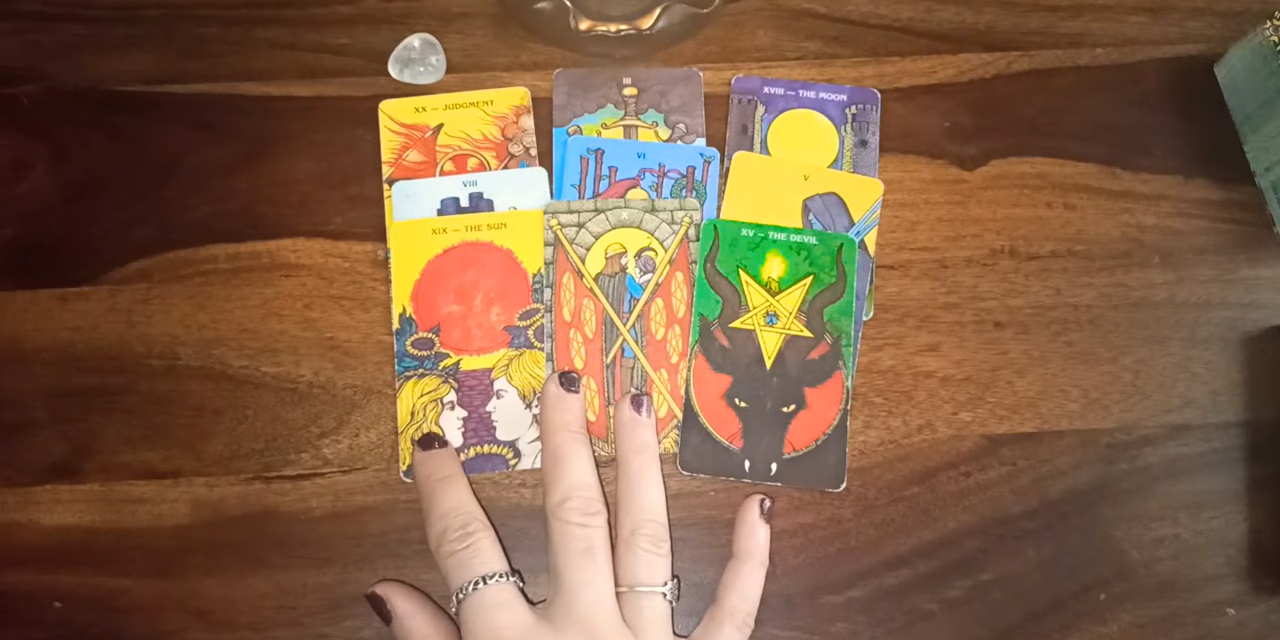 XX — JUDGMENT
III
XVIII — THE MOON
VIII
VI
V
XIX — THE SUN
X
XV — THE DEVIL